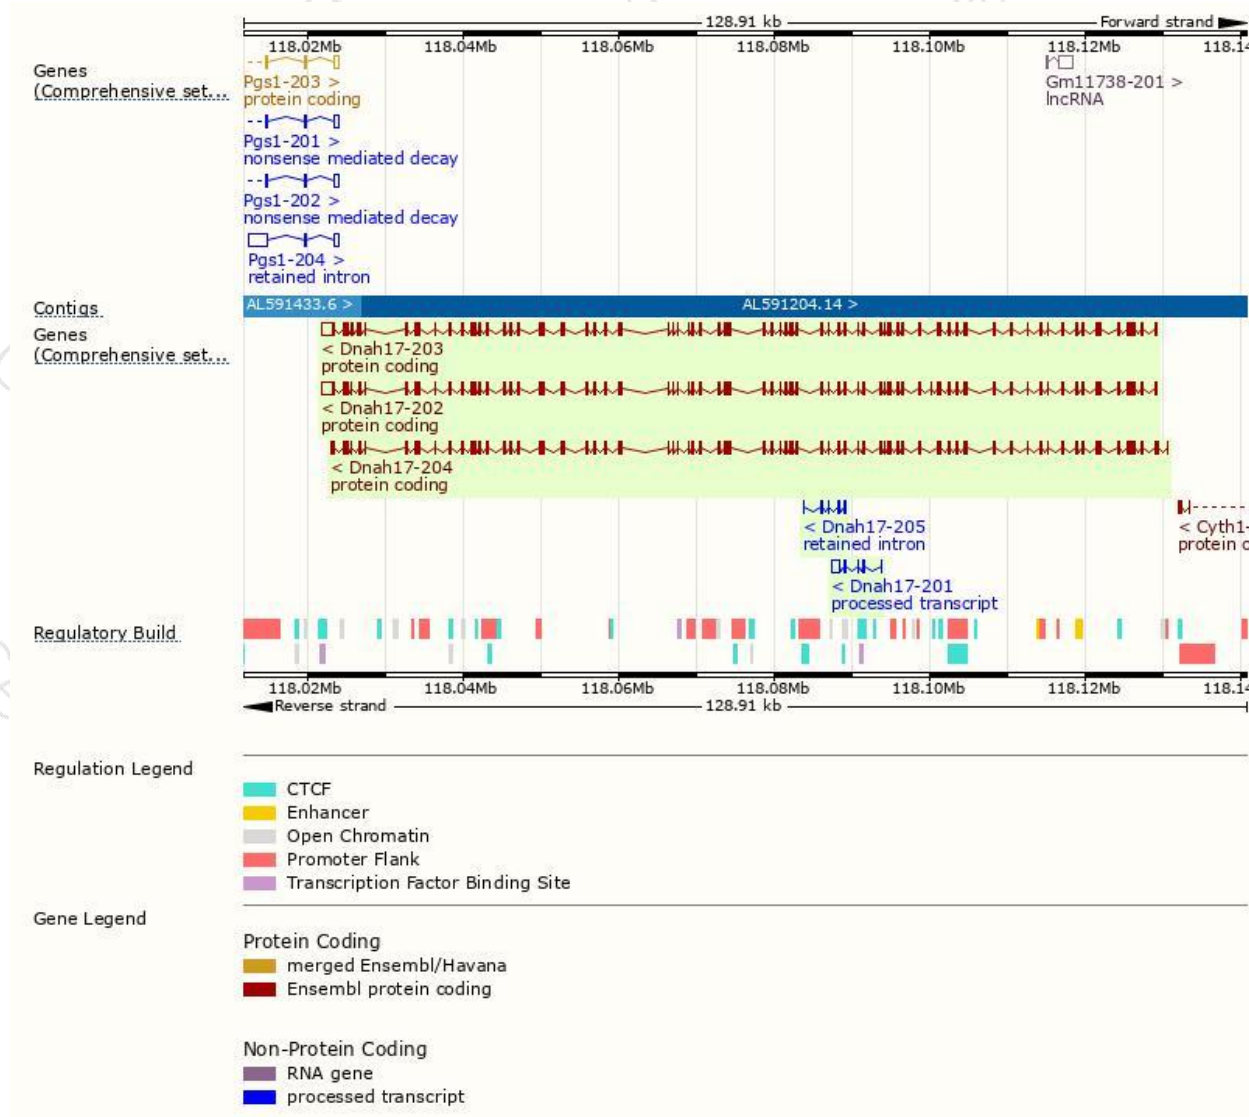 128.91 kb
Forward strand
118.02Mb 118.04Mb 118.06Mb 118.08Mb 118.10Mb 118.12Mb 118.14
Genes
(Comprehensive set...
Pgs1-203 >
protein coding
Gm11738-201 >
lncRNA
Pgs1-201 >
nonsense mediated decay
Pgs1-202 >
nonsense mediated decay
Pgs1-204 >
retained intron
Contigs
AL591433.6 >
AL591204.14 >
Genes
(Comprehensive set...
< Dnah17-203
protein coding
< Dnah17-202
protein coding
< Dnah17-204
protein coding
< Dnah17-205
retained intron
< Cyth1-
protein c
< Dnah17-201
processed transcript
Regulatory Build
118.02Mb 118.04Mb 118.06Mb 118.08Mb 118.10Mb 118.12Mb 118.14
Reverse strand
128.91 kb
Regulation Legend
CTCF
Enhancer
Open Chromatin
Promoter Flank
Transcription Factor Binding Site
Gene Legend
Protein Coding
merged Ensembl/Havana
Ensembl protein coding
Non-Protein Coding
RNA gene
processed transcript